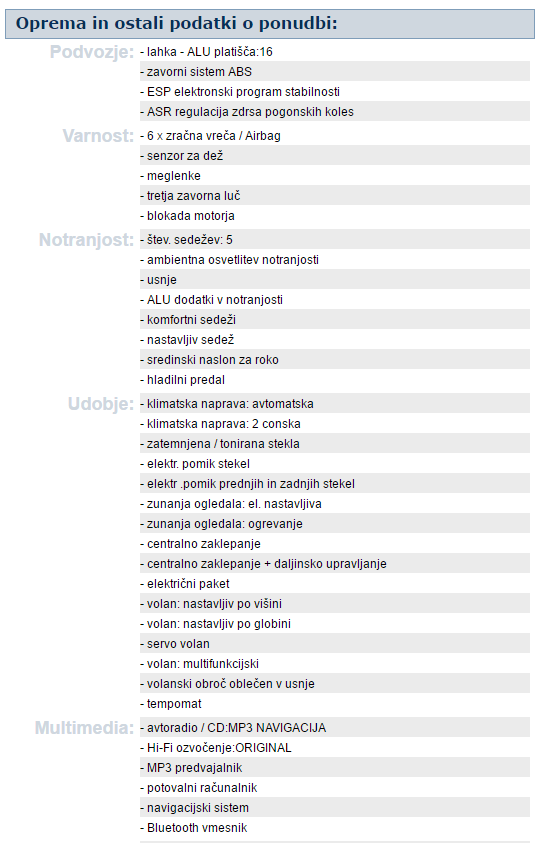 Oprema in ostali podatki o ponudbi:
Podvozje: - lahka - ALU platišča:16
- zavorni sistem ABS
- ESP elektronski program stabilnosti
- ASR regulacija zdrsa pogonskih koles
Varnost: - 6 x zračna vreča / Airbag
- senzor za dež
- meglenke
- tretja zavorna luč
- blokada motorja
Notranjost: - štev. sedežev: 5
- ambientna osvetlitev notranjosti
- usnje
- ALU dodatki v notranjosti
- komfortni sedeži
- nastavljiv sedež
- sredinski naslon za roko
- hladilni predal
Udobje: - klimatska naprava: avtomatska
- klimatska naprava: 2 conska
- zatemnjena / tonirana stekla
- elektr. pomik stekel
- elektr .pomik prednjih in zadnjih stekel
- zunanja ogledala: el. nastavljiva
- zunanja ogledala: ogrevanje
- centralno zaklepanje
- centralno zaklepanje + daljinsko upravljanje
- električni paket
- volan: nastavljiv po višini
- volan: nastavljiv po globini
- servo volan
- volan: multifunkcijski
- volanski obroč oblečen v usnje
- tempomat
Multimedia: - avtoradio / CD:MP3 NAVIGACIJA
- Hi-Fi ozvočenje:ORIGINAL
- MP3 predvajalnik
- potovalni računalnik
- navigacijski sistem
- Bluetooth vmesnik